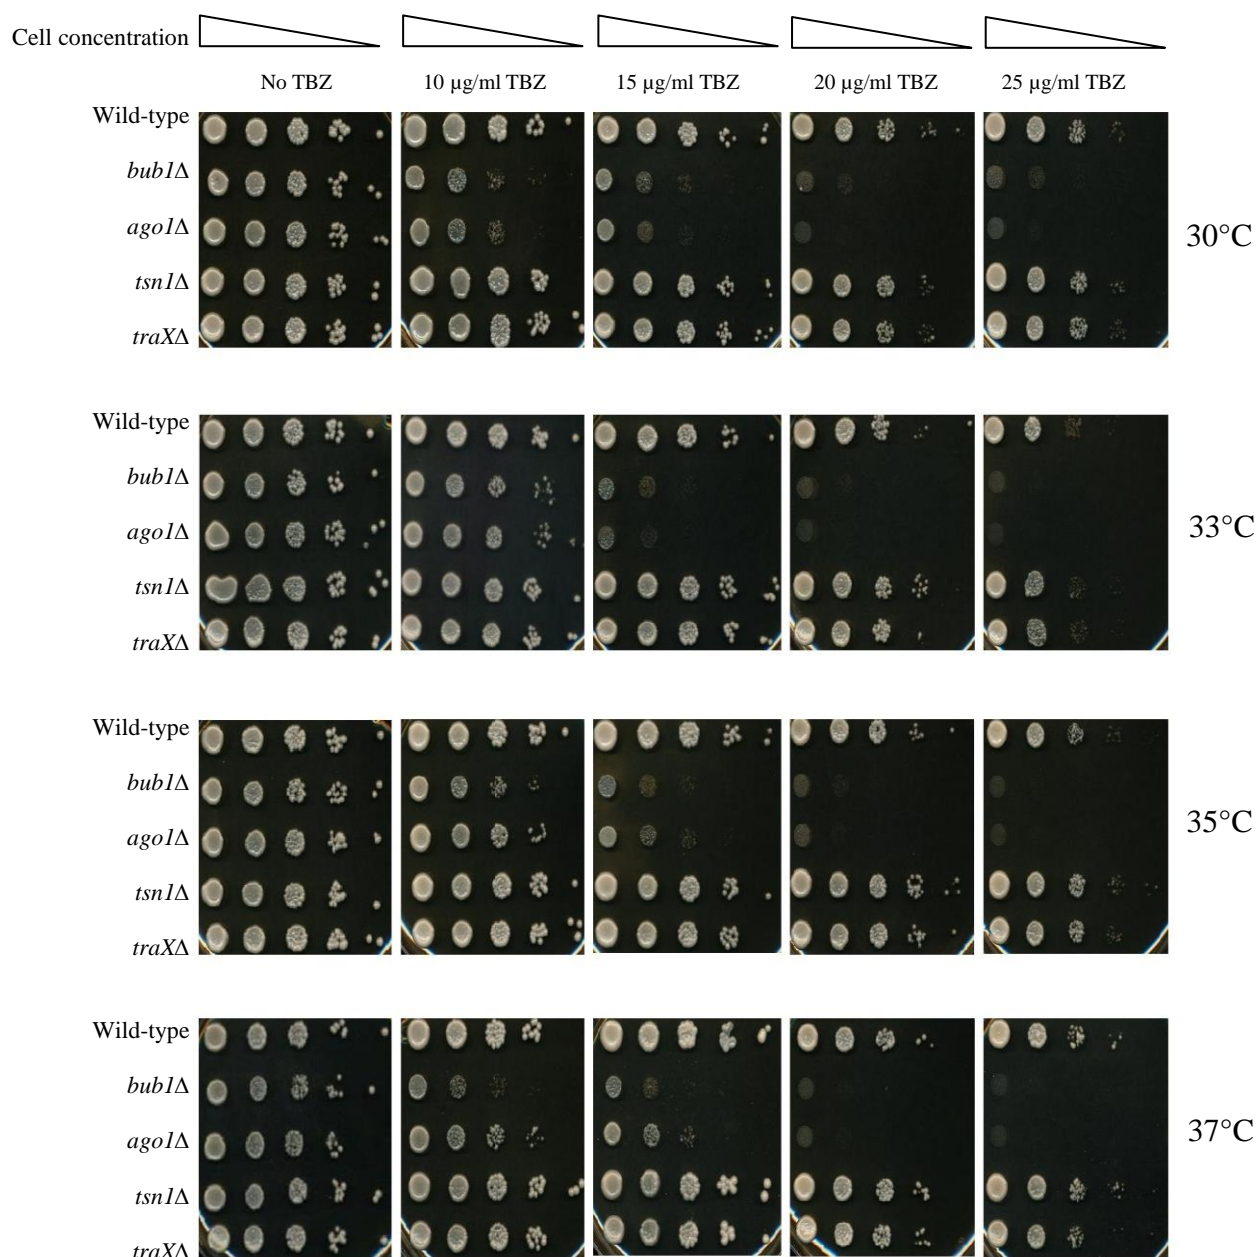 Cell concentration
No TBZ 10 µg/ml TBZ 15 µg/ml TBZ 20 µg/ml TBZ 25 µg/ml TBZ
Wild-type
bub1Δ
ago1Δ
30°C
tsn1Δ
traXΔ
Wild-type
bub1Δ
ago1Δ
33°C
tsn1Δ
traXΔ
Wild-type
bub1Δ
ago1Δ
35°C
tsn1Δ
traXΔ
Wild-type
bub1Δ
ago1Δ
37°C
tsn1Δ
traXΔ